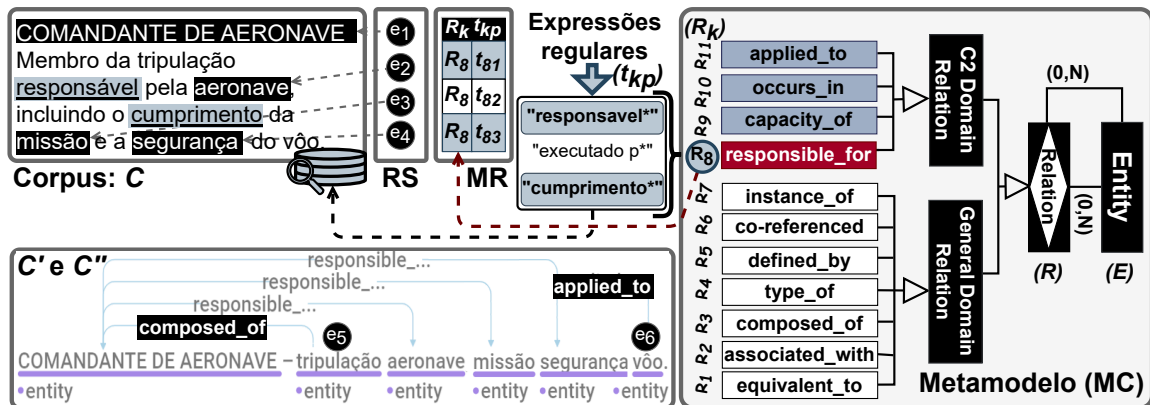 COMANDANTE DE AERONAVE
Membro da tripulação
responsável pela aeronave,
incluindo o cumprimento da
missão e a segurança do vôo.
Corpus: C
e1
e2
e3
e4
RS
Rk tkp
R8 t81
R8 t82
R8 t83
MR
Expressões
regulares
(tkp)
"responsavel*"
"executado p*"
"cumprimento*"
(Rk)
R11 applied_to
R10 occurs_in
R9 capacity_of
R8 responsible_for
R7 instance_of
R6 co-referenced
R5 defined_by
R4 type_of
R3 composed_of
R2 associated_with
R1 equivalent_to
C2 Domain
Relation
General Domain
Relation
(0,N)
(0,N)
Relation
Entity
(R)
(E)
Metamodelo (MC)
C' e C''
responsible_...
responsible_...
responsible_...
applied_to
composed_of
e5
e6
COMANDANTE DE AERONAVE – tripulação aeronave missão segurança vôo.
•entity •entity •entity •entity •entity •entity